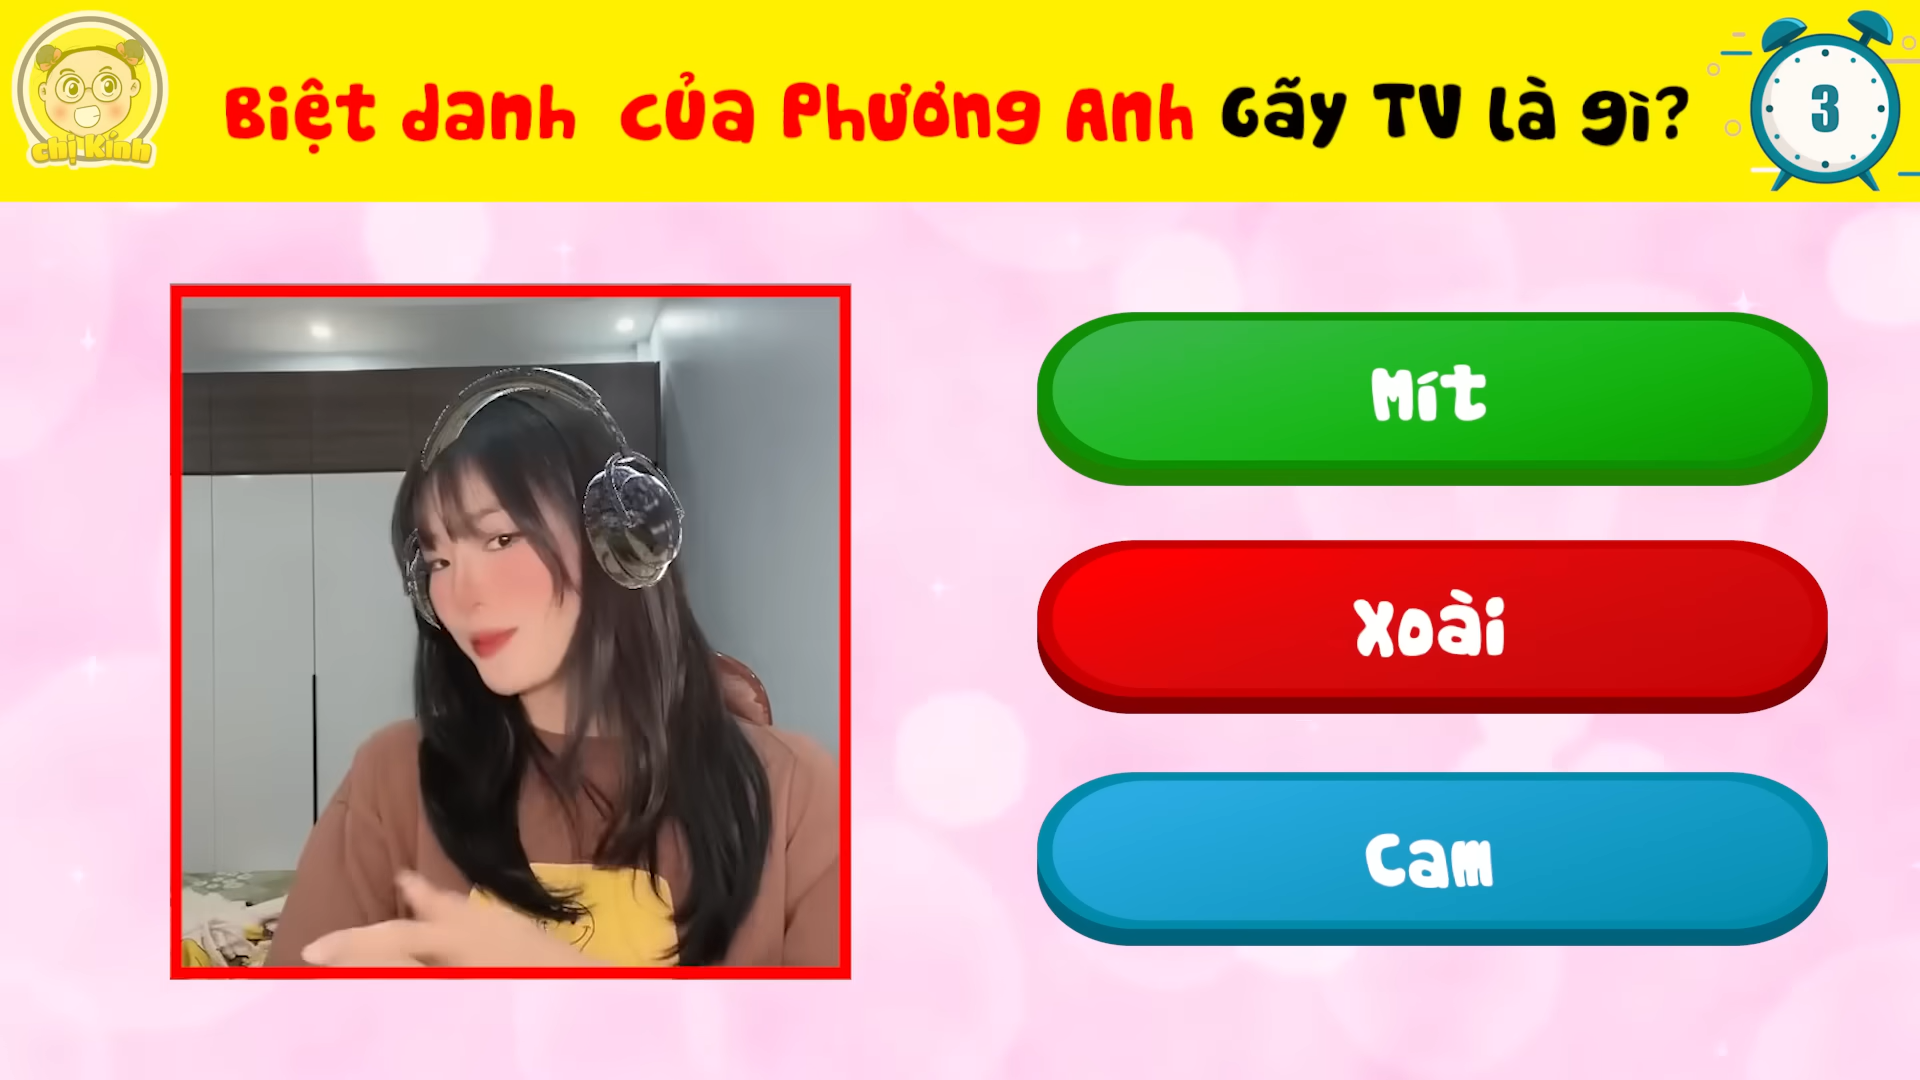 Biệt danh của Phương Anh Gãy TV là gì?
3
chị Kính
Mít
Xoài
Cam